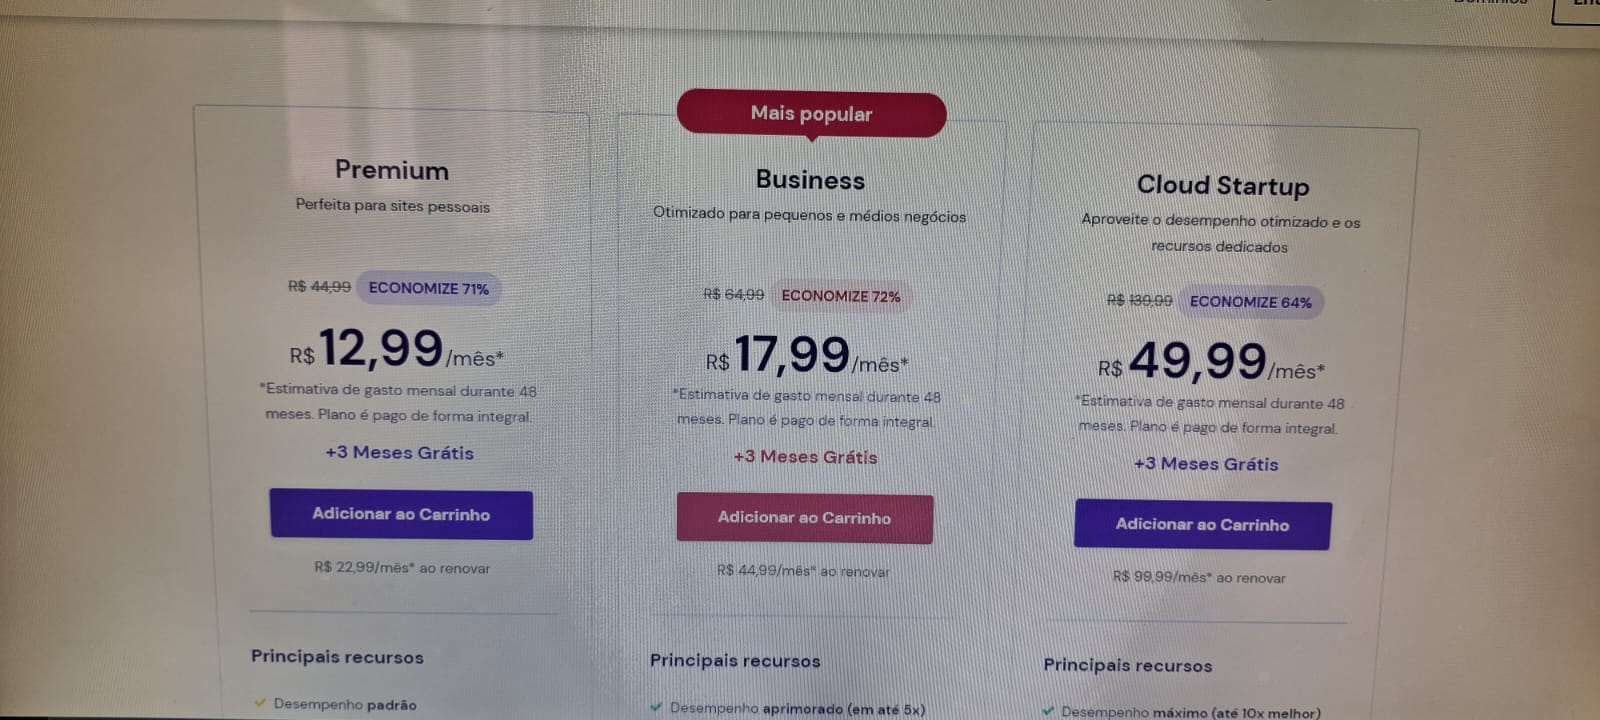 Mais popular
Premium
Perfeita para sites pessoais
R$ 44,99 ECONOMIZE 71%
R$ 12,99/mês*
*Estimativa de gasto mensal durante 48
meses. Plano é pago de forma integral.
+3 Meses Grátis
Adicionar ao Carrinho
R$ 22,99/mês* ao renovar
Principais recursos
Desempenho padrão
Business
Otimizado para pequenos e médios negócios
R$ 64,99 ECONOMIZE 72%
R$ 17,99/mês*
*Estimativa de gasto mensal durante 48
meses. Plano é pago de forma integral.
+3 Meses Grátis
Adicionar ao Carrinho
R$ 44,99/mês* ao renovar
Principais recursos
Desempenho aprimorado (em até 5x)
Cloud Startup
Aproveite o desempenho otimizado e os
recursos dedicados
R$ 139,99 ECONOMIZE 64%
R$ 49,99/mês*
*Estimativa de gasto mensal durante 48
meses. Plano é pago de forma integral.
+3 Meses Grátis
Adicionar ao Carrinho
R$ 99,99/mês* ao renovar
Principais recursos
Desempenho máximo (até 10x melhor)